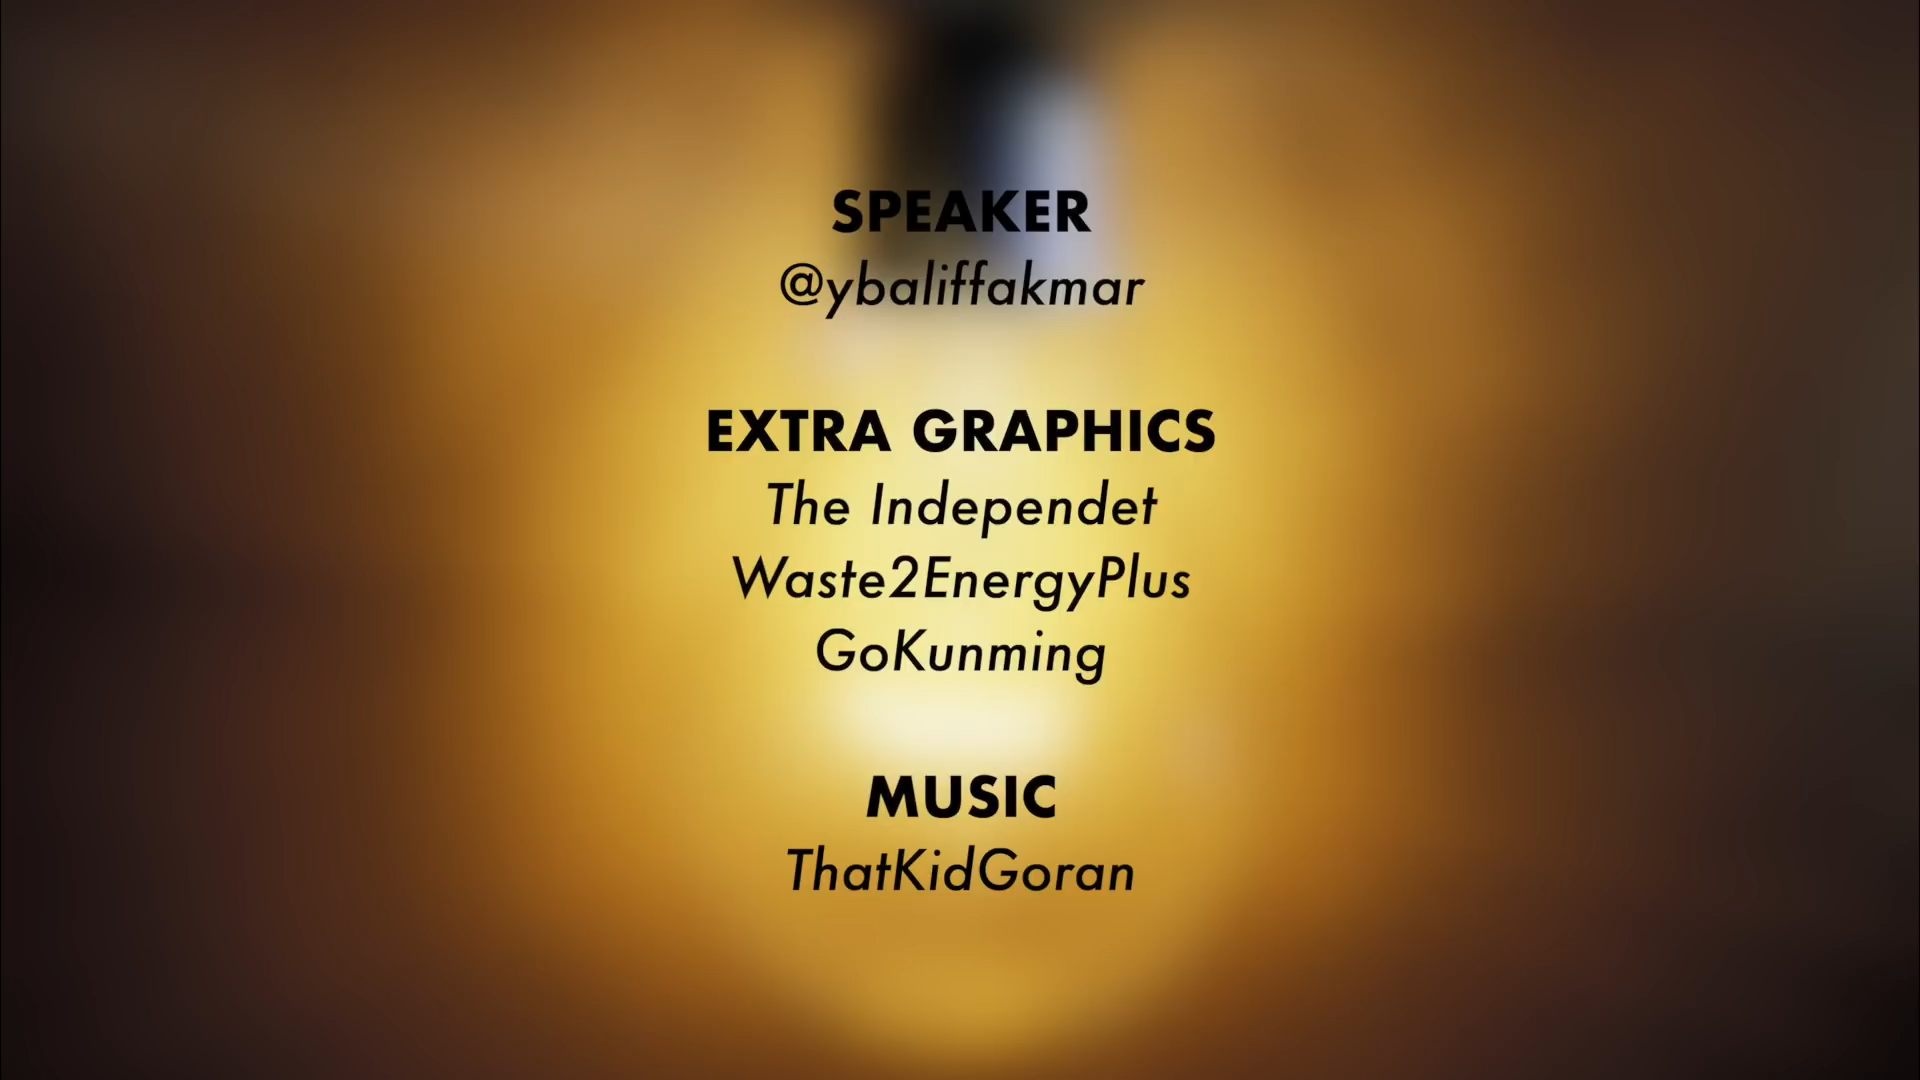 SPEAKER
@ybaliffakmar
EXTRA GRAPHICS
The Independet
Waste2EnergyPlus
GoKunming
MUSIC
ThatKidGoran